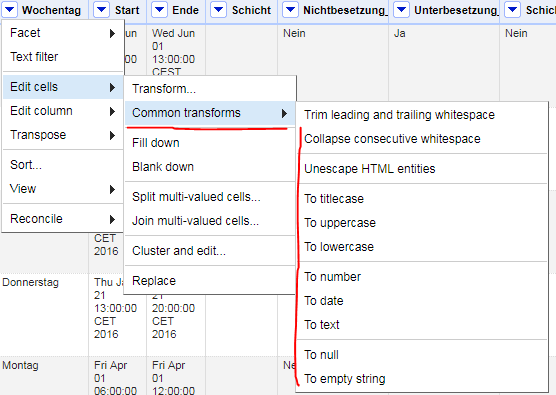 Wochentag Start Ende Schicht Nichtbesetzung_ Unterbesetzung_ Schic
Facet
Text filter
Edit cells
Edit column
Transpose
Sort...
View
Reconcile
Transform...
Common transforms
Fill down
Blank down
Split multi-valued cells...
Join multi-valued cells...
Cluster and edit...
Replace
Trim leading and trailing whitespace
Collapse consecutive whitespace
Unescape HTML entities
To titlecase
To uppercase
To lowercase
To number
To date
To text
To null
To empty string
un Wed Jun Nein Ja Nein
01
13:00:00
CEST
CET
2016
Donnerstag Thu Ja
21 21
13:00:00 20:00:00
CET CET
2016 2016
Montag Fri Apr Fri Apr Ne
01 01
06:00:00 12:00:00